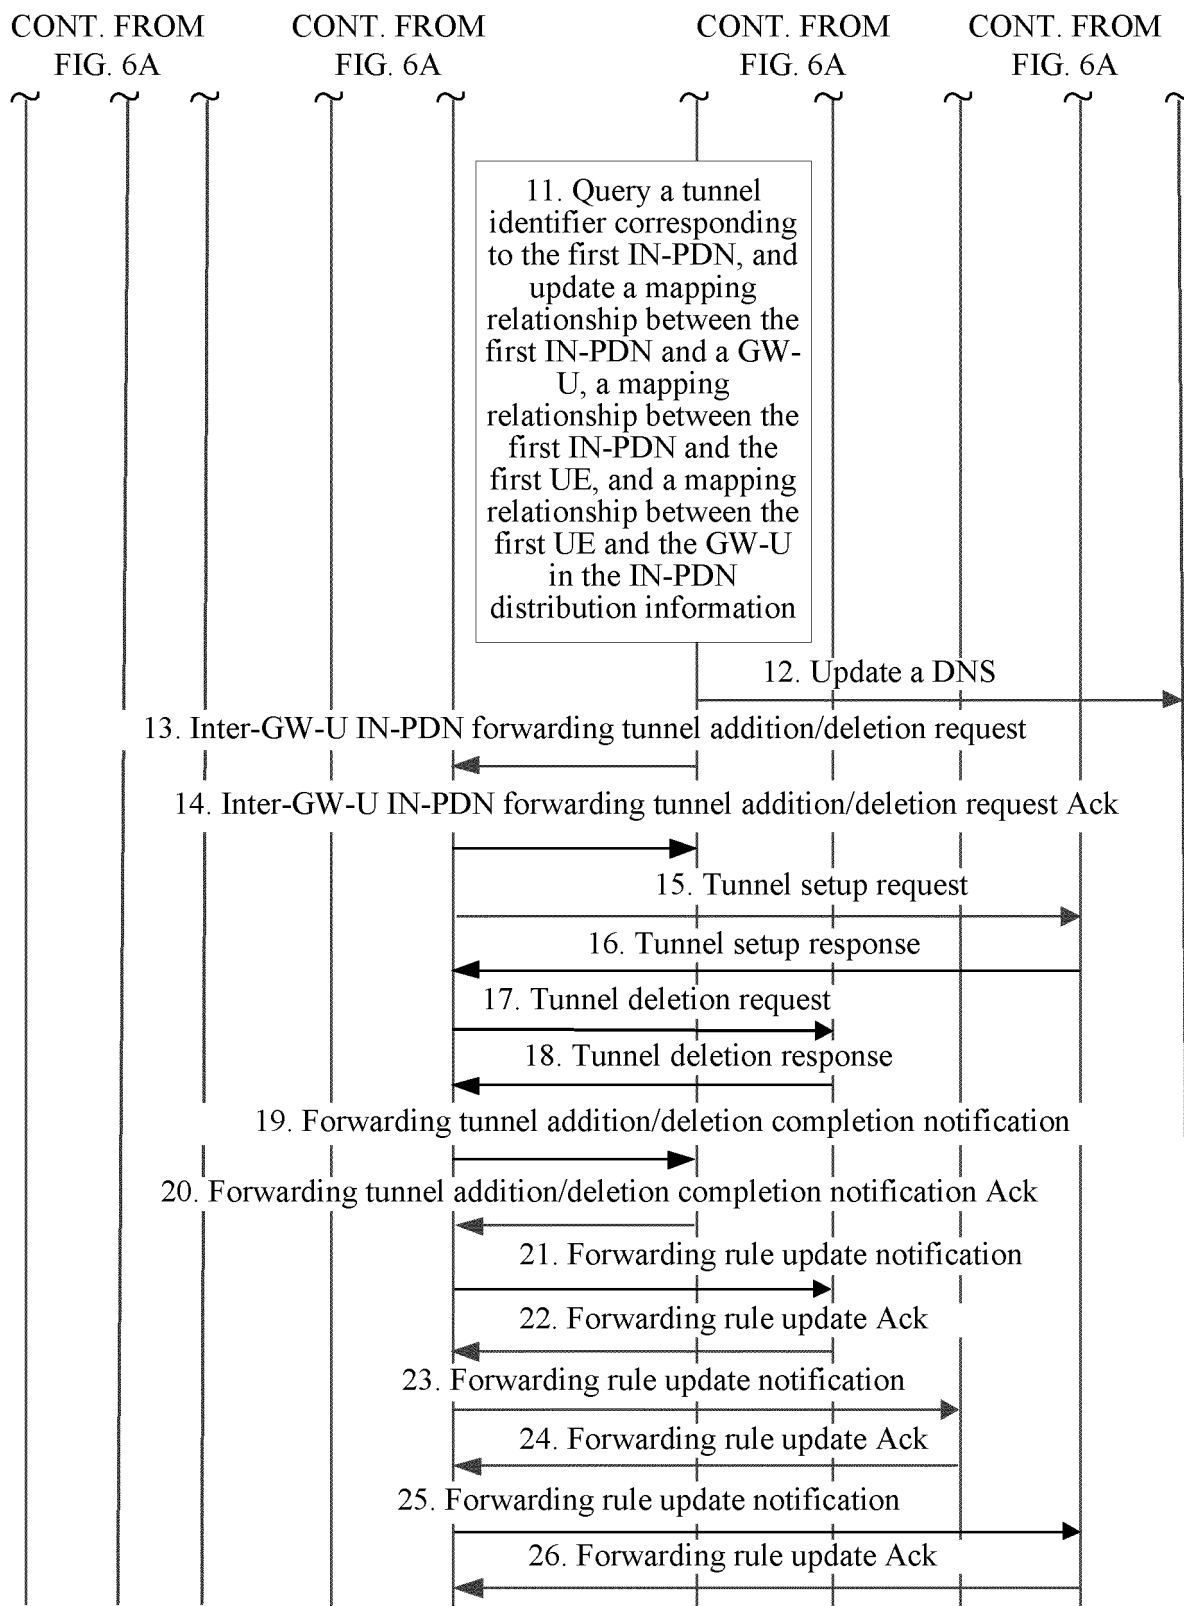 CONT. FROM
FIG. 6A
CONT. FROM
FIG. 6A
CONT. FROM
FIG. 6A
CONT. FROM
FIG. 6A
11. Query a tunnel
identifier corresponding
to the first IN-PDN, and
update a mapping
relationship between the
first IN-PDN and a GW-
U, a mapping
relationship between the
first IN-PDN and the
first UE, and a mapping
relationship between the
first UE and the GW-U
in the IN-PDN
distribution information
12. Update a DNS
13. Inter-GW-U IN-PDN forwarding tunnel addition/deletion request
14. Inter-GW-U IN-PDN forwarding tunnel addition/deletion request Ack
15. Tunnel setup request
16. Tunnel setup response
17. Tunnel deletion request
18. Tunnel deletion response
19. Forwarding tunnel addition/deletion completion notification
20. Forwarding tunnel addition/deletion completion notification Ack
21. Forwarding rule update notification
22. Forwarding rule update Ack
23. Forwarding rule update notification
24. Forwarding rule update Ack
25. Forwarding rule update notification
26. Forwarding rule update Ack